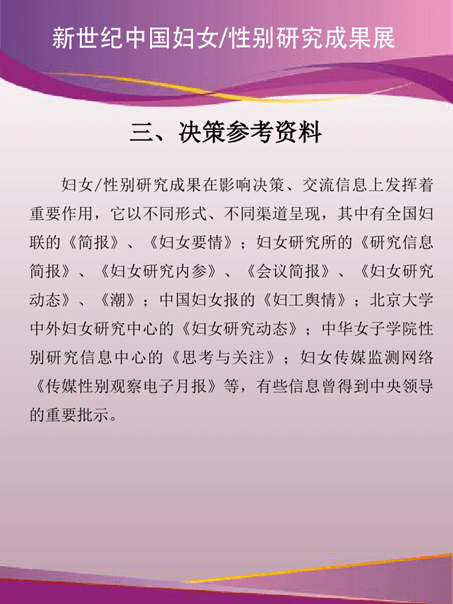 新世纪中国妇女/性别研究成果展
三、决策参考资料
妇女/性别研究成果在影响决策、交流信息上发挥着
重要作用，它以不同形式、不同渠道呈现，其中有全国妇
联的《简报》、《妇女要情》；妇女研究所的《研究信息
简报》、《妇女研究内参》、《会议简报》、《妇女研究
动态》、《潮》；中国妇女报的《妇工舆情》；北京大学
中外妇女研究中心的《妇女研究动态》；中华女子学院性
别研究信息中心的《思考与关注》；妇女传媒监测网络
《传媒性别观察电子月报》等，有些信息曾得到中央领导
的重要批示。